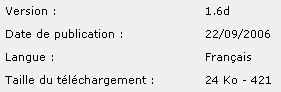 Version : 1.6d
Date de publication : 22/09/2006
Langue : Français
Taille du téléchargement : 24 Ko - 421